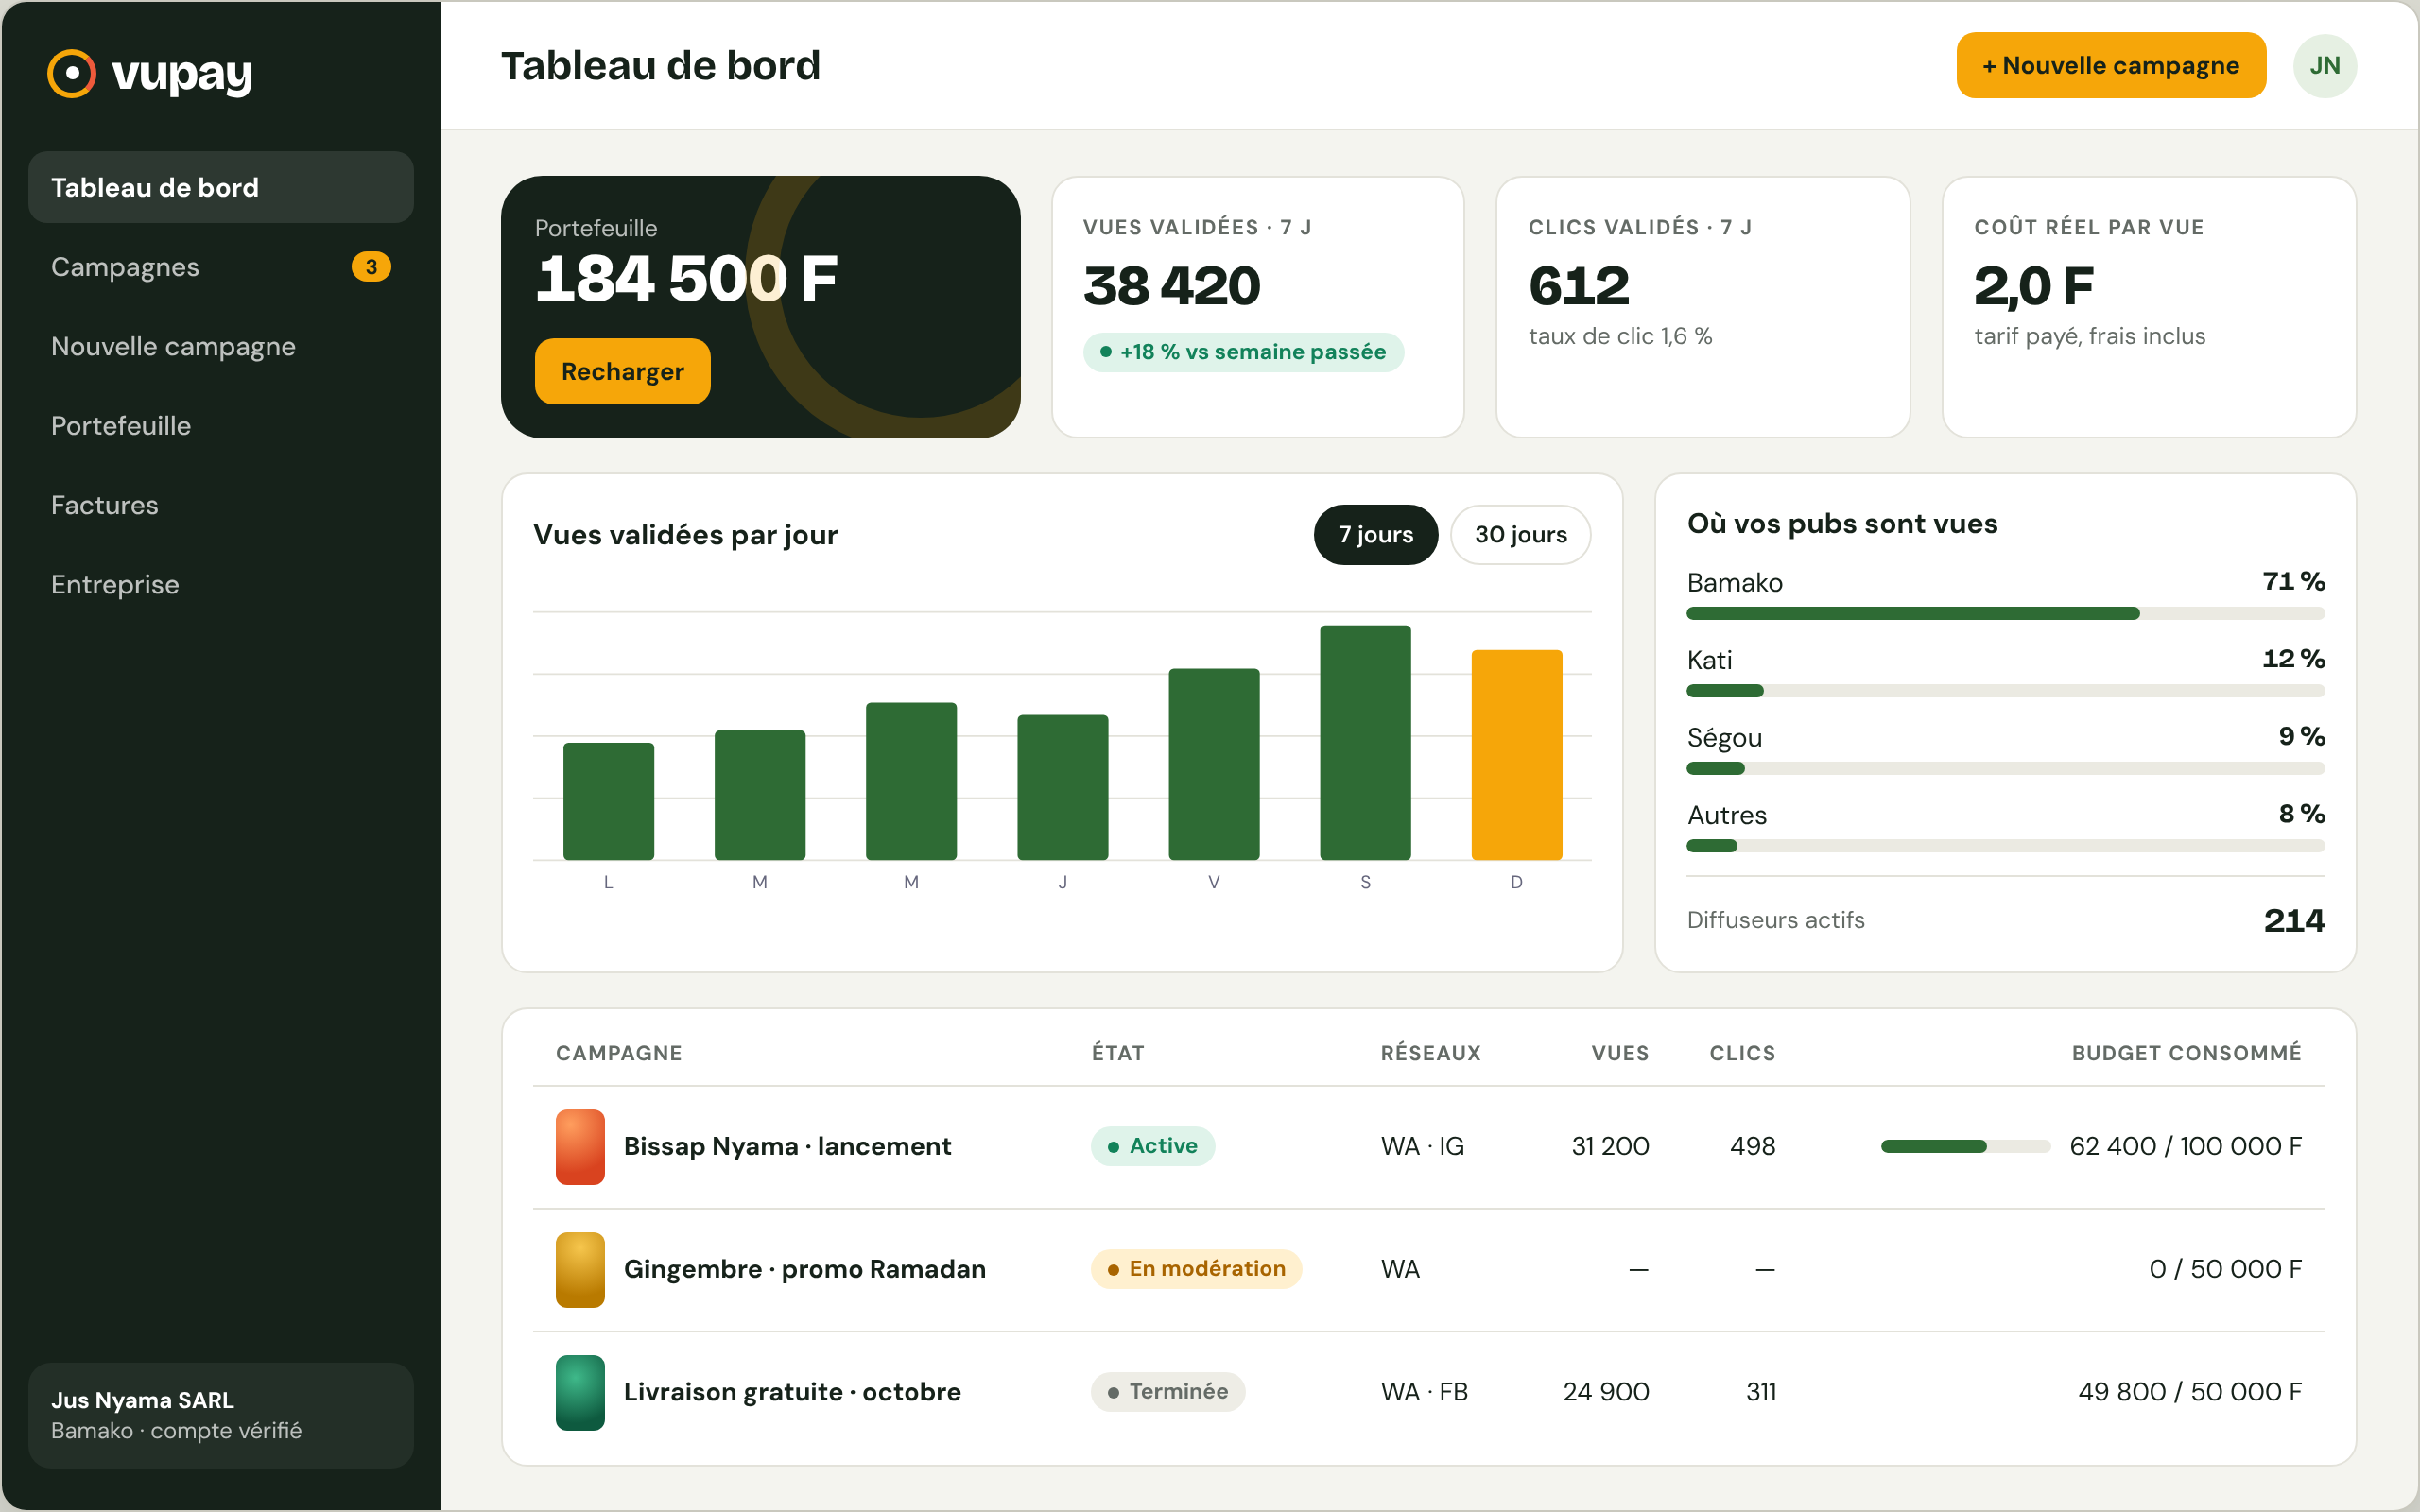 vupay
Tableau de bord
Campagnes 3
Nouvelle campagne
Portefeuille
Factures
Entreprise
Jus Nyama SARL
Bamako · compte vérifié
Tableau de bord
+ Nouvelle campagne
JN
Portefeuille
184 500 F
Recharger
VUES VALIDÉES · 7 J
38 420
+18 % vs semaine passée
CLICS VALIDÉS · 7 J
612
taux de clic 1,6 %
COÛT RÉEL PAR VUE
2,0 F
tarif payé, frais inclus
Vues validées par jour
7 jours
30 jours
L M M J V S D
Où vos pubs sont vues
Bamako 71 %
Kati 12 %
Ségou 9 %
Autres 8 %
Diffuseurs actifs 214
CAMPAGNE ÉTAT RÉSEAUX VUES CLICS BUDGET CONSOMMÉ
Bissap Nyama · lancement Active WA · IG 31 200 498 62 400 / 100 000 F
Gingembre · promo Ramadan En modération WA — — 0 / 50 000 F
Livraison gratuite · octobre Terminée WA · FB 24 900 311 49 800 / 50 000 F